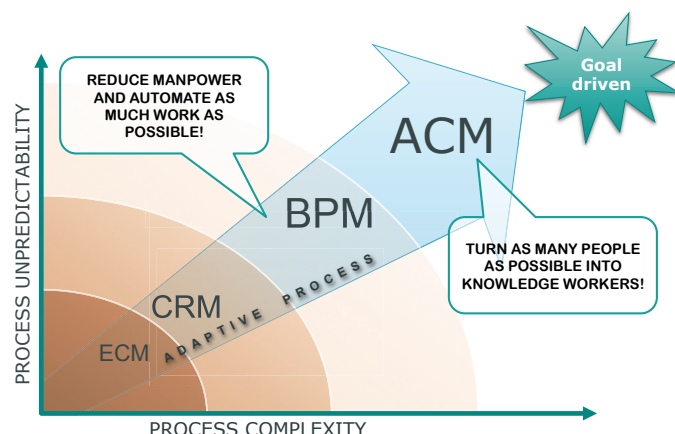 Goal
driven
REDUCE MANPOWER
AND AUTOMATE AS
MUCH WORK AS
POSSIBLE!
ACM
BPM
TURN AS MANY PEOPLE
AS POSSIBLE INTO
KNOWLEDGE WORKERS!
CRM
ECM
ADAPTIVE PROCESS
PROCESS UNPREDICTABILITY
PROCESS COMPLEXITY